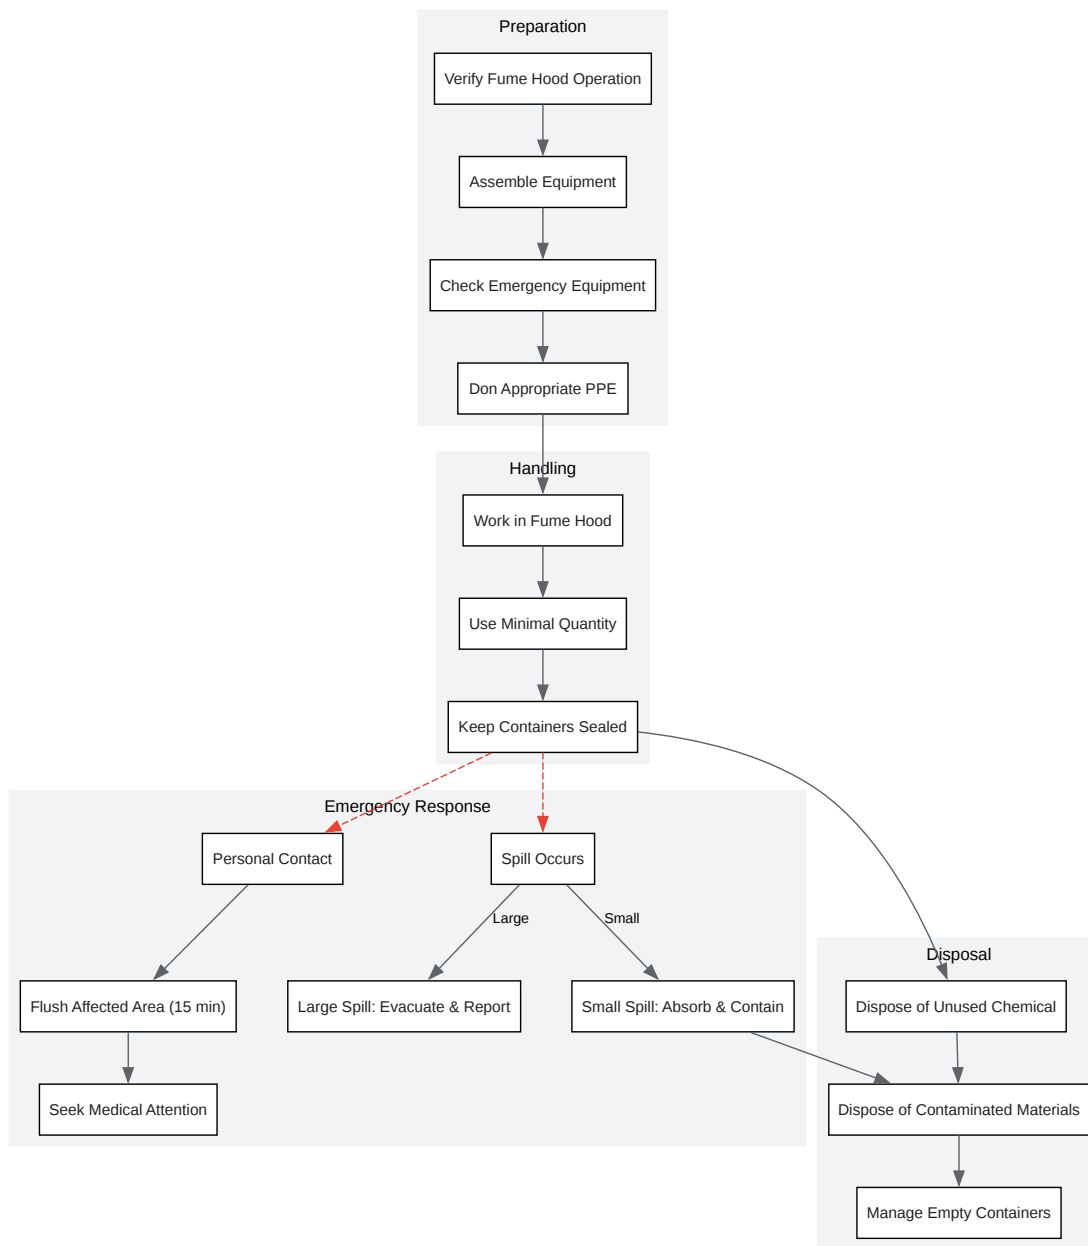 Preparation
Verify Fume Hood Operation
Assemble Equipment
Check Emergency Equipment
Don Appropriate PPE
Handling
Work in Fume Hood
Use Minimal Quantity
Keep Containers Sealed
Emergency Response
Personal Contact
Spill Occurs
Large
Small
Disposal
Flush Affected Area (15 min)
Large Spill: Evacuate & Report
Small Spill: Absorb & Contain
Dispose of Unused Chemical
Seek Medical Attention
Dispose of Contaminated Materials
Manage Empty Containers